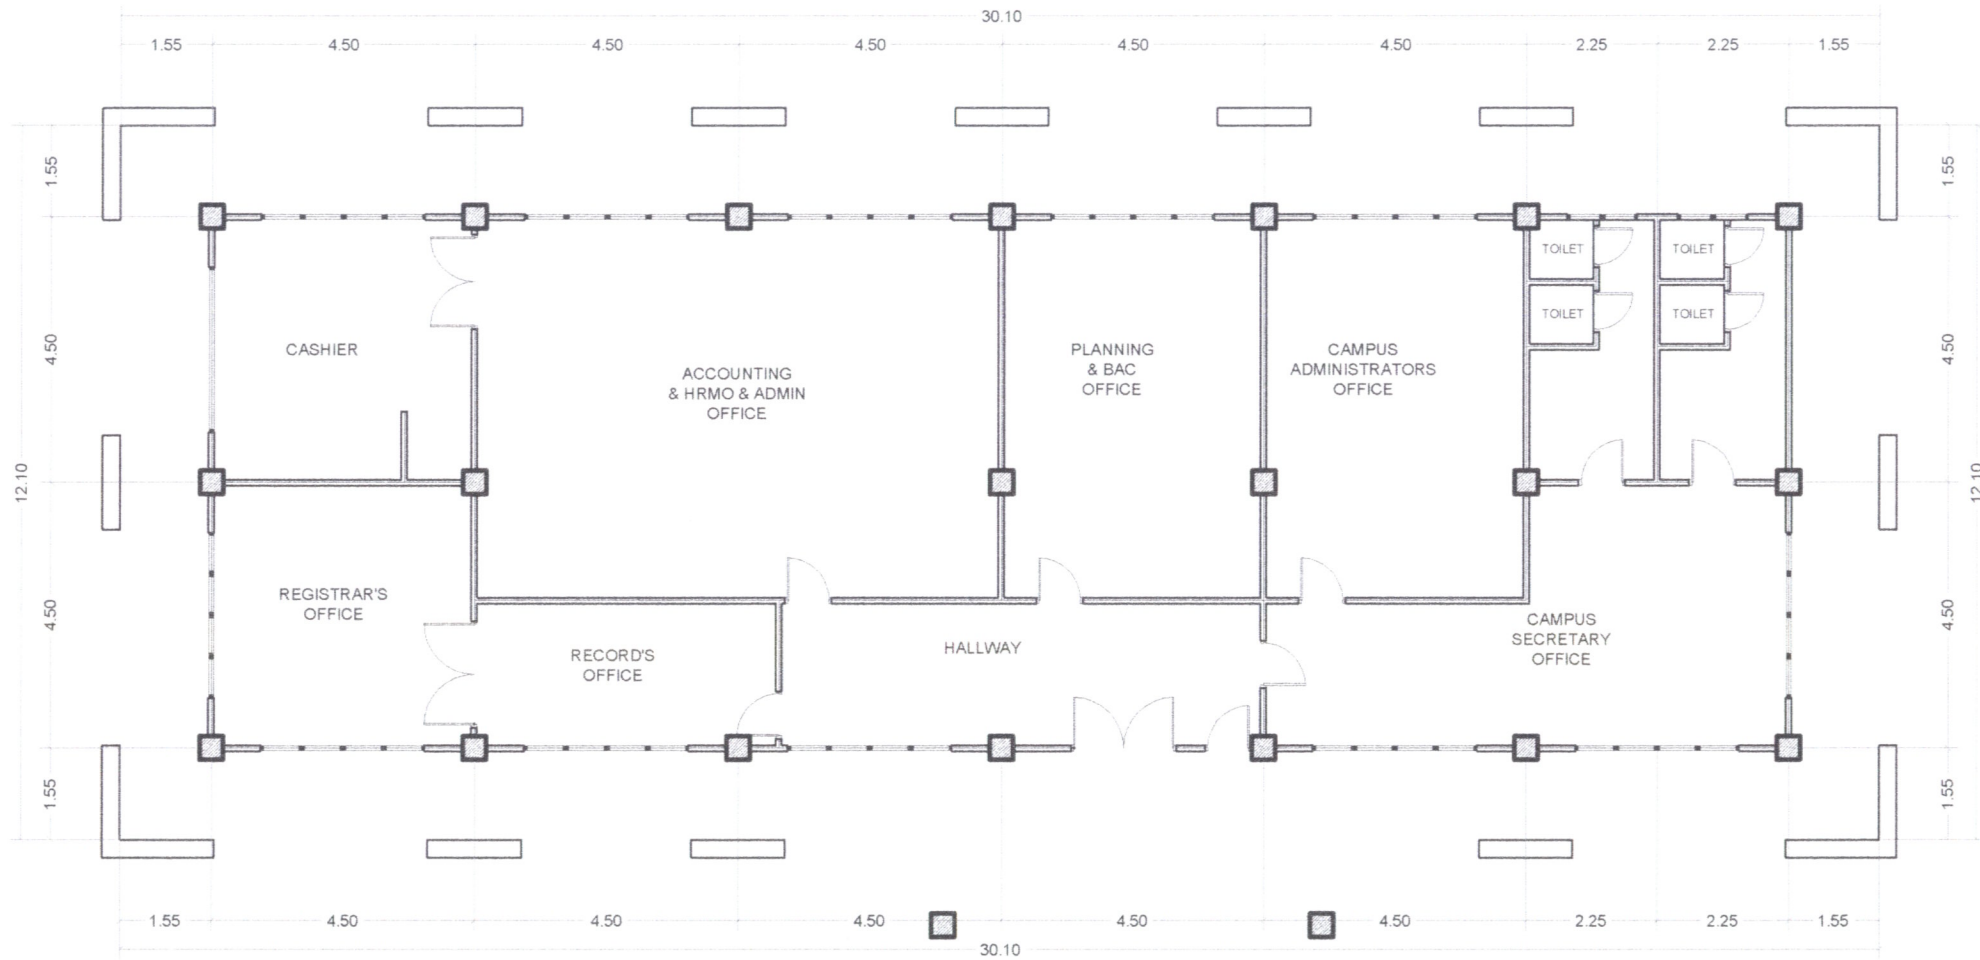 30.10
1.55 4.50 4.50 4.50 4.50 4.50 2.25 2.25 1.55
1.55
1.55
TOILET TOILET
TOILET TOILET
4.50
CASHIER
PLANNING
& BAC
OFFICE
CAMPUS
ADMINISTRATORS
OFFICE
4.50
ACCOUNTING
& HRMO & ADMIN
OFFICE
12.10
12.10
4.50
REGISTRAR'S
OFFICE
RECORD'S
OFFICE
HALLWAY
CAMPUS
SECRETARY
OFFICE
4.50
1.55
1.55
1.55 4.50 4.50 4.50 4.50 4.50 2.25 2.25 1.55
30.10